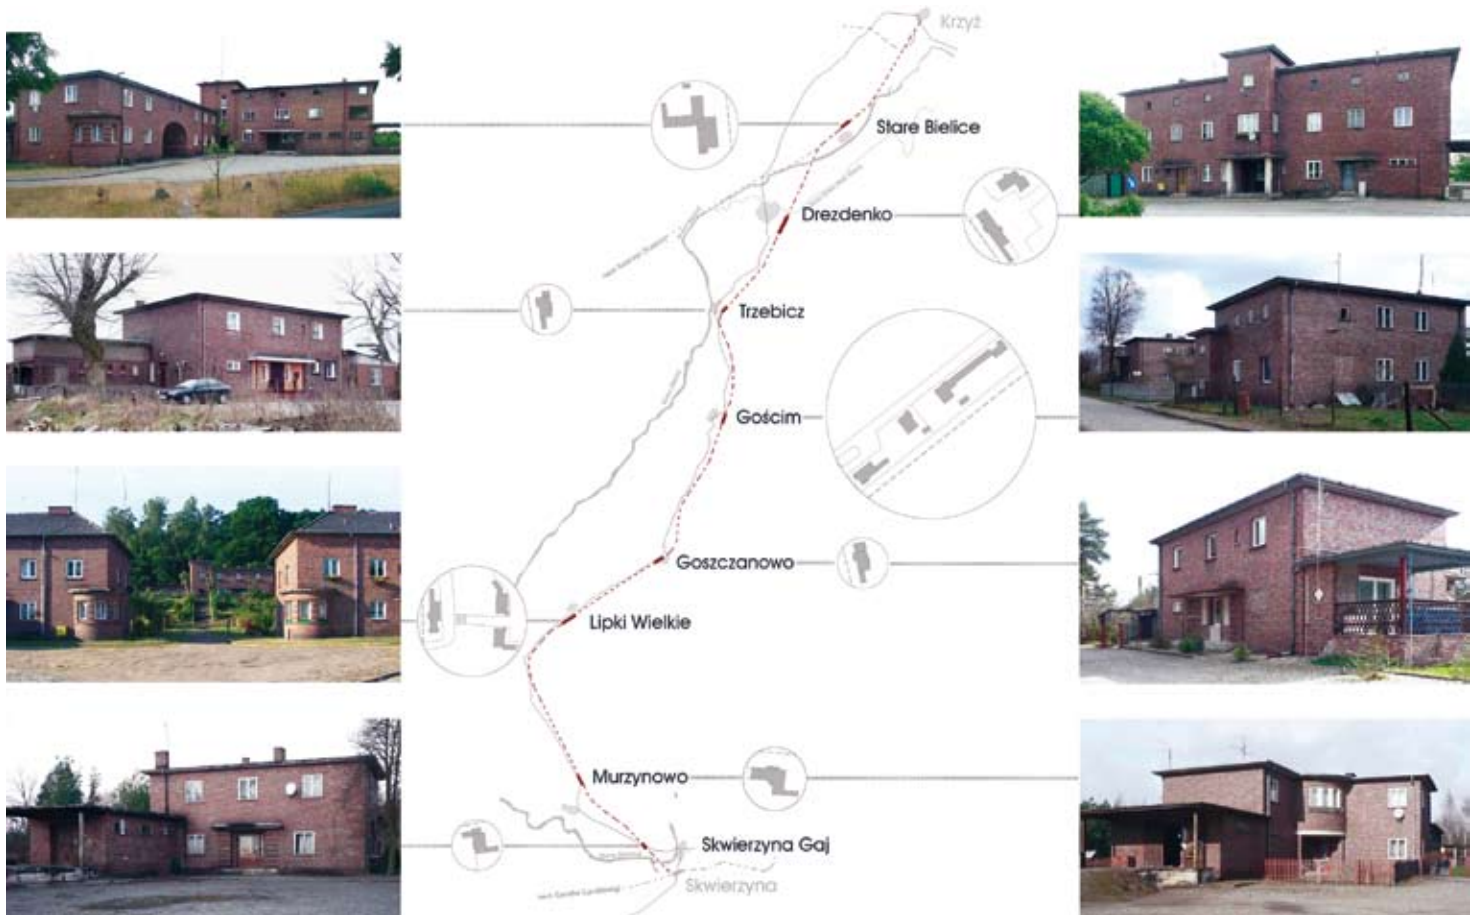 Krzyż
Stare Bielice
Drezdenko
Trzebicz
Gościm
Goszczanowo
Lipki Wielkie
Murzynowo
Skwierzyna Gaj
Skwierzyna